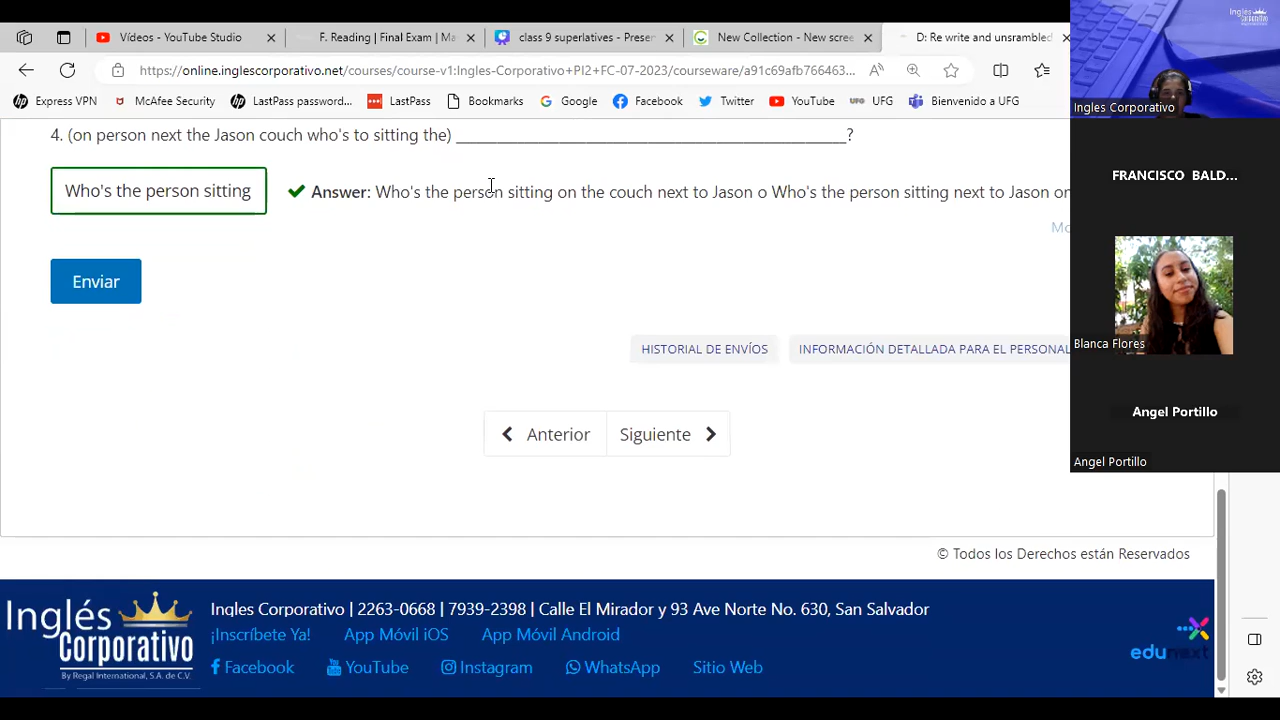 Vídeos - YouTube Studio
F. Reading | Final Exam | Ma
class 9 superlatives - Presen
New Collection - New scree
D: Re write and unsrambled
https://online.inglescorporativo.net/courses/course-v1:Ingles-Corporativo+PI2+FC-07-2023/courseware/a91c69afb766463...
Express VPN
McAfee Security
LastPass password...
LastPass
Bookmarks
Google
Facebook
Twitter
YouTube
UFG
Bienvenido a UFG
4. (on person next the Jason couch who's to sitting the) ______________________________________________?
Who's the person sitting
Answer: Who's the person sitting on the couch next to Jason o Who's the person sitting next to Jason on
Enviar
HISTORIAL DE ENVÍOS
INFORMACIÓN DETALLADA PARA EL PERSONAL
Anterior
Siguiente
© Todos los Derechos están Reservados
Inglés Corporativo
By Regal International, S.A. de C.V.
Ingles Corporativo | 2263-0668 | 7939-2398 | Calle El Mirador y 93 Ave Norte No. 630, San Salvador
¡Inscríbete Ya!
App Móvil iOS
App Móvil Android
Facebook
YouTube
Instagram
WhatsApp
Sitio Web
edunext
Inglés Corporativo
Ingles Corporativo
FRANCISCO BALD...
Blanca Flores
Angel Portillo
Angel Portillo